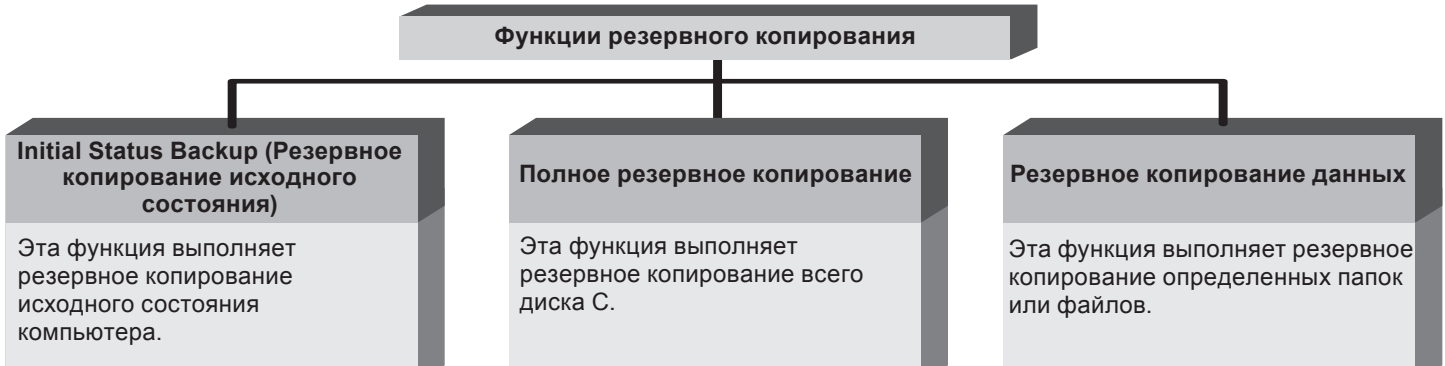 Функции резервного копирования
Initial Status Backup (Резервное
копирование исходного
состояния)
Эта функция выполняет
резервное копирование
исходного состояния
компьютера.
Полное резервное копирование
Эта функция выполняет
резервное копирование всего
диска C.
Резервное копирование данных
Эта функция выполняет резервное
копирование определенных папок
или файлов.